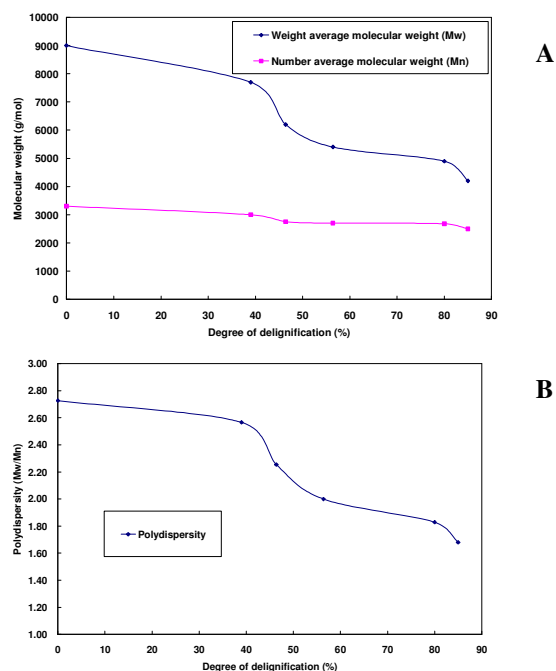 A
10000
9000
8000
7000
6000
5000
4000
3000
2000
1000
0
Molecular weight (g/mol)
Weight average molecular weight (Mw)
Number average molecular weight (Mn)
0 10 20 30 40 50 60 70 80 90
Degree of delignification (%)
B
3.00
2.80
2.60
2.40
2.20
2.00
1.80
1.60
1.40
1.20
1.00
Polydispersity (Mw/Mn)
Polydispersity
0 10 20 30 40 50 60 70 80 90
Degree of delignification (%)